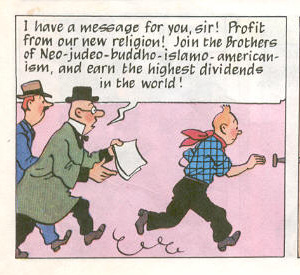 I have a message for you, sir! Profit
from our new religion! Join the Brothers
of Neo-judeo-buddho-islamo-american-
ism, and earn the highest dividends
in the world!